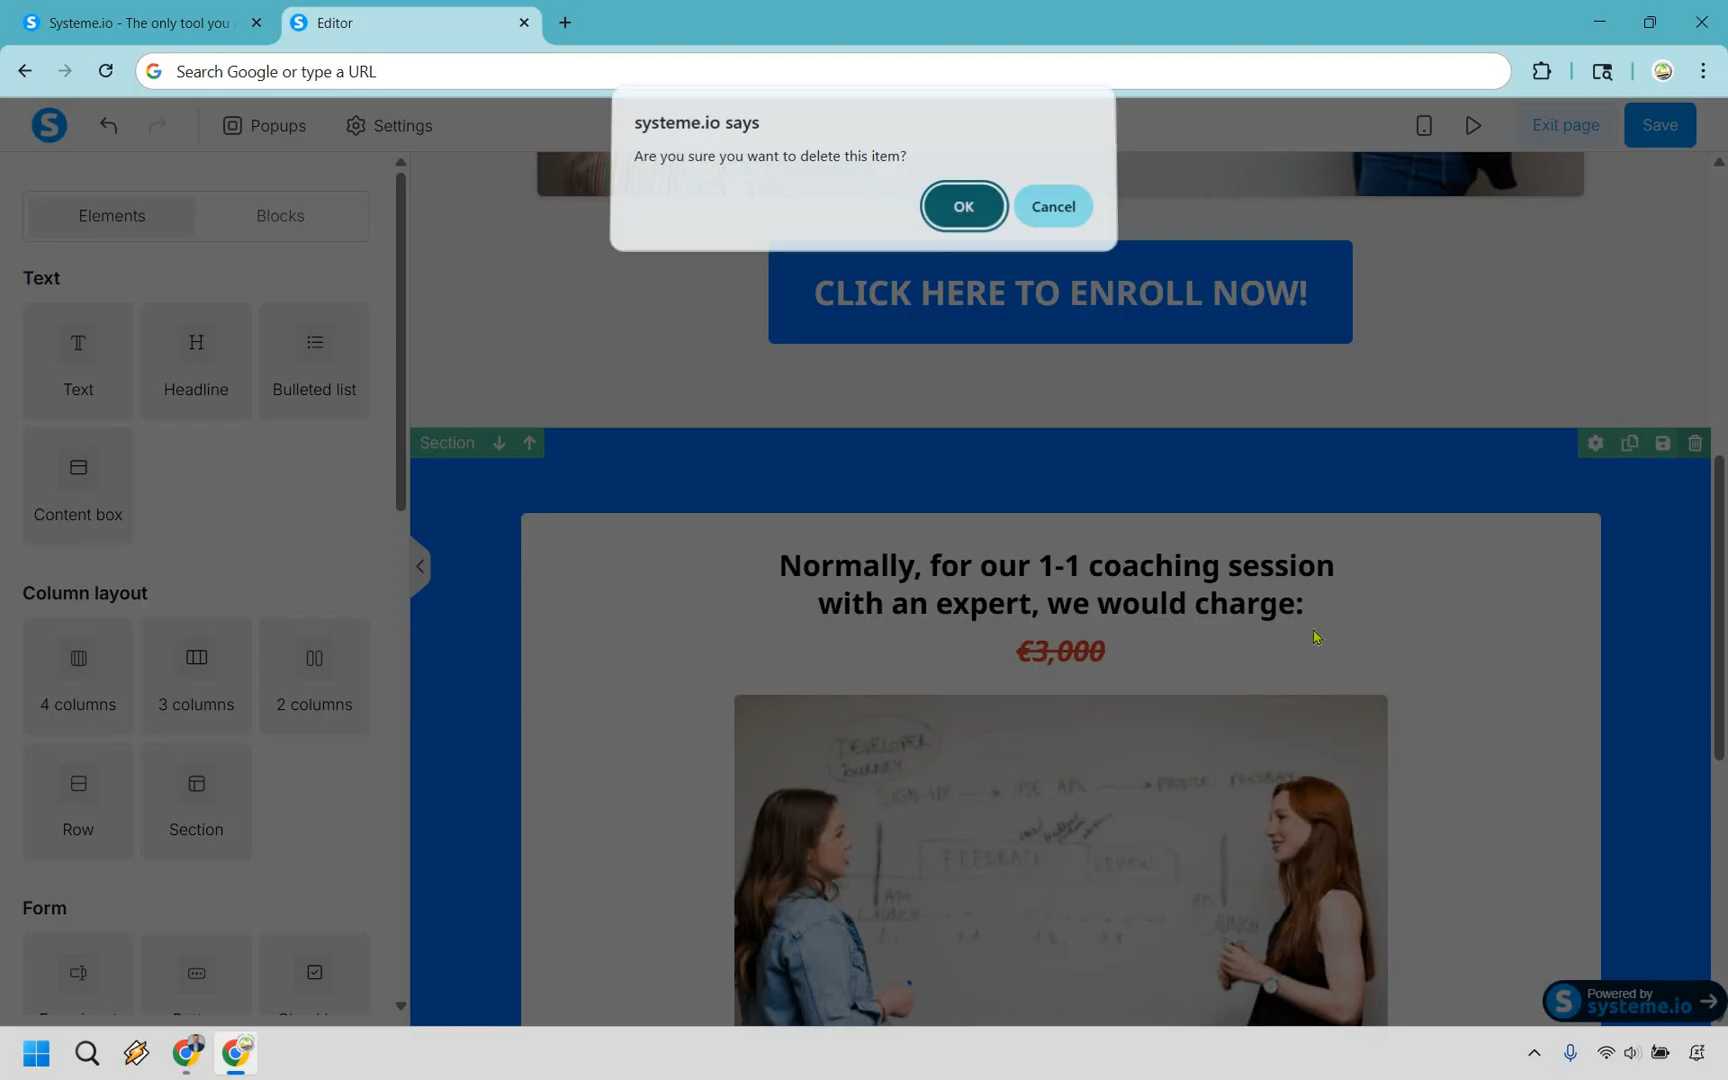 Systeme.io - The only tool you
Editor
Search Google or type a URL
systeme.io says
Are you sure you want to delete this item?
OK
Cancel
Popups
Settings
Exit page
Save
Elements
Blocks
Text
Text
Headline
Bulleted list
Content box
Column layout
4 columns
3 columns
2 columns
Row
Section
Form
CLICK HERE TO ENROLL NOW!
Section
Normally, for our 1-1 coaching session
with an expert, we would charge:
€3,000
DEVELOPER
JOURNEY
FEEDBACK
Powered by
systeme.io